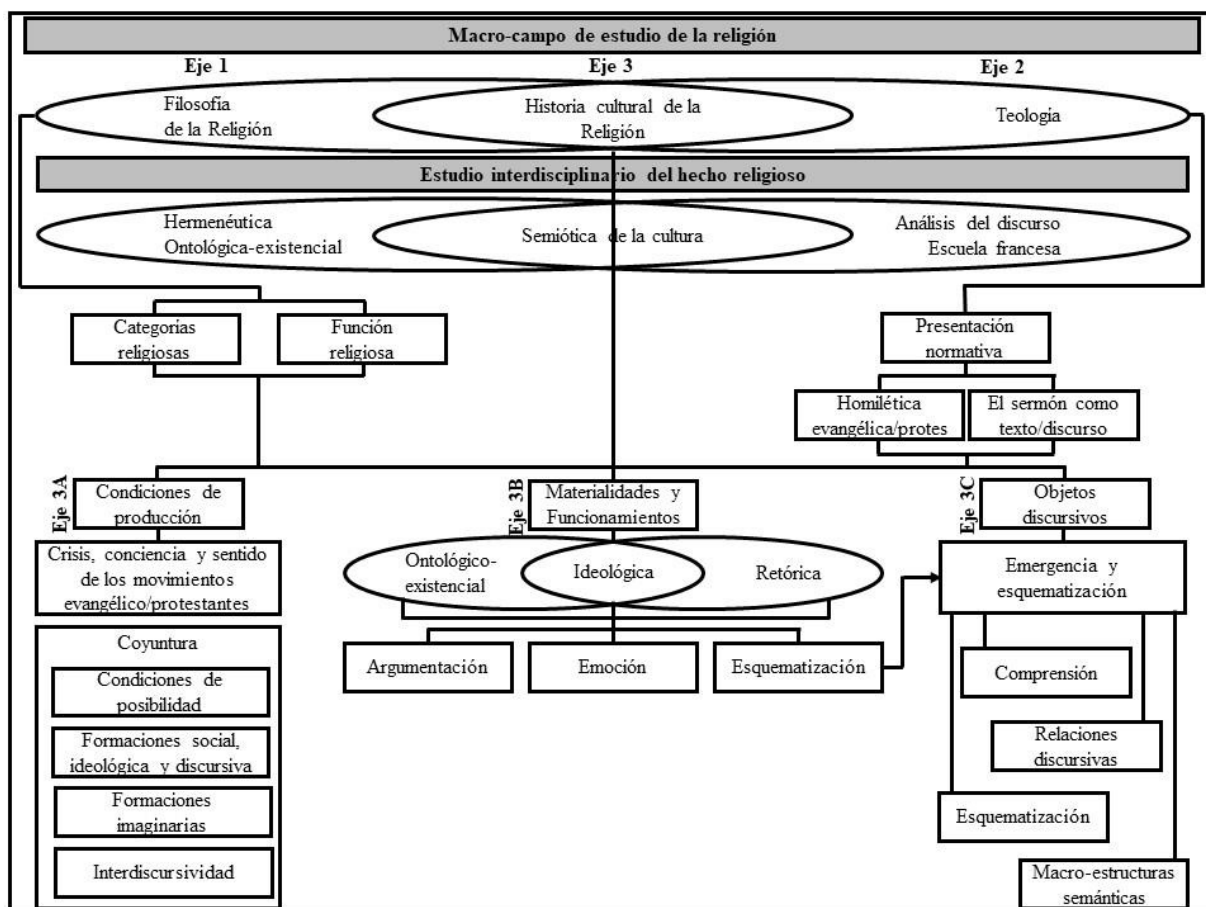 Macro-campo de estudio de la religión
Eje 1
Eje 3
Eje 2
Filosofía
de la Religión
Historia cultural de la
Religión
Teología
Estudio interdisciplinario del hecho religioso
Hermenéutica
Ontológica-existencial
Semiótica de la cultura
Análisis del discurso
Escuela francesa
Categorías
religiosas
Función
religiosa
Presentación
normativa
Homilética
evangélica/protes
El sermón como
texto/discurso
Eje 3A
Condiciones de
producción
Eje 3B
Materialidades y
Funcionamientos
Eje 3C
Objetos
discursivos
Crisis, conciencia y sentido
de los movimientos
evangélico/protestantes
Ontológico-
existencial
Ideológica
Retórica
Emergencia y
esquematización
Coyuntura
Condiciones de
posibilidad
Formaciones social,
ideológica y discursiva
Formaciones
imaginarias
Interdiscursividad
Argumentación
Emoción
Esquematización
Comprensión
Relaciones
discursivas
Esquematización
Macro-estructuras
semánticas